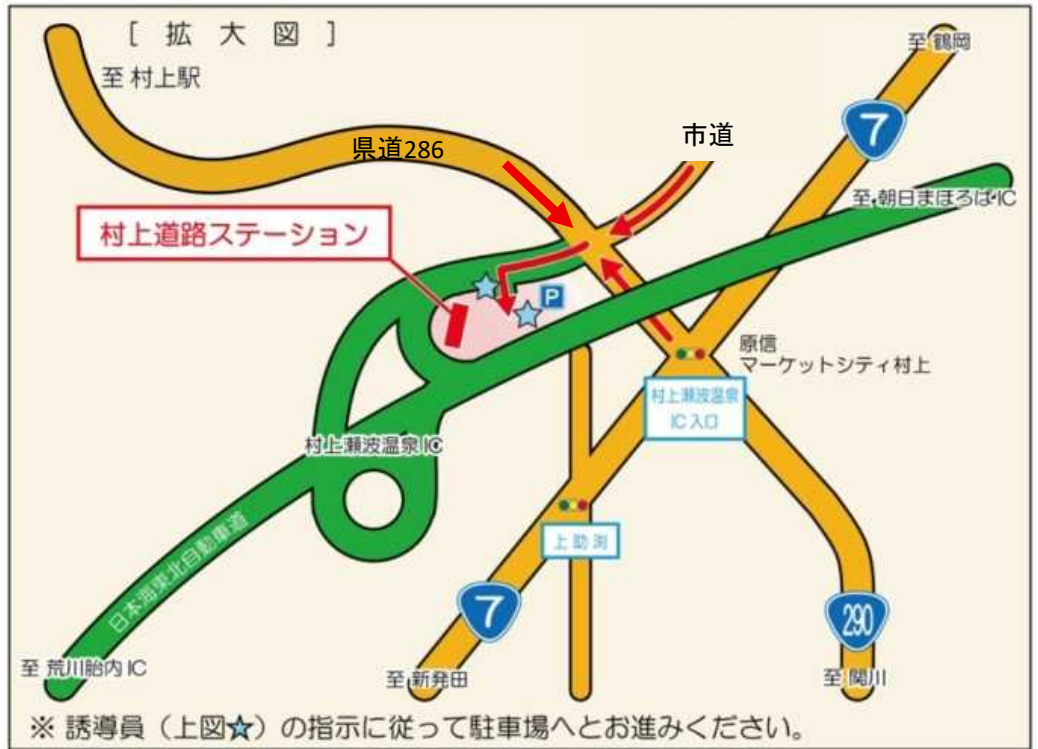 ［ 拡 大 図 ］
至 鶴岡
至 村上駅
7
県道286
市道
至 朝日まほろばIC
村上道路ステーション
P
原信
マーケットシティ村上
村上瀬波温泉
IC入口
村上瀬波温泉IC
上助渕
日本海東北自動車道
7
290
至 荒川胎内IC
至 新発田
至 関川
※ 誘導員（上図☆）の指示に従って駐車場へとお進みください。